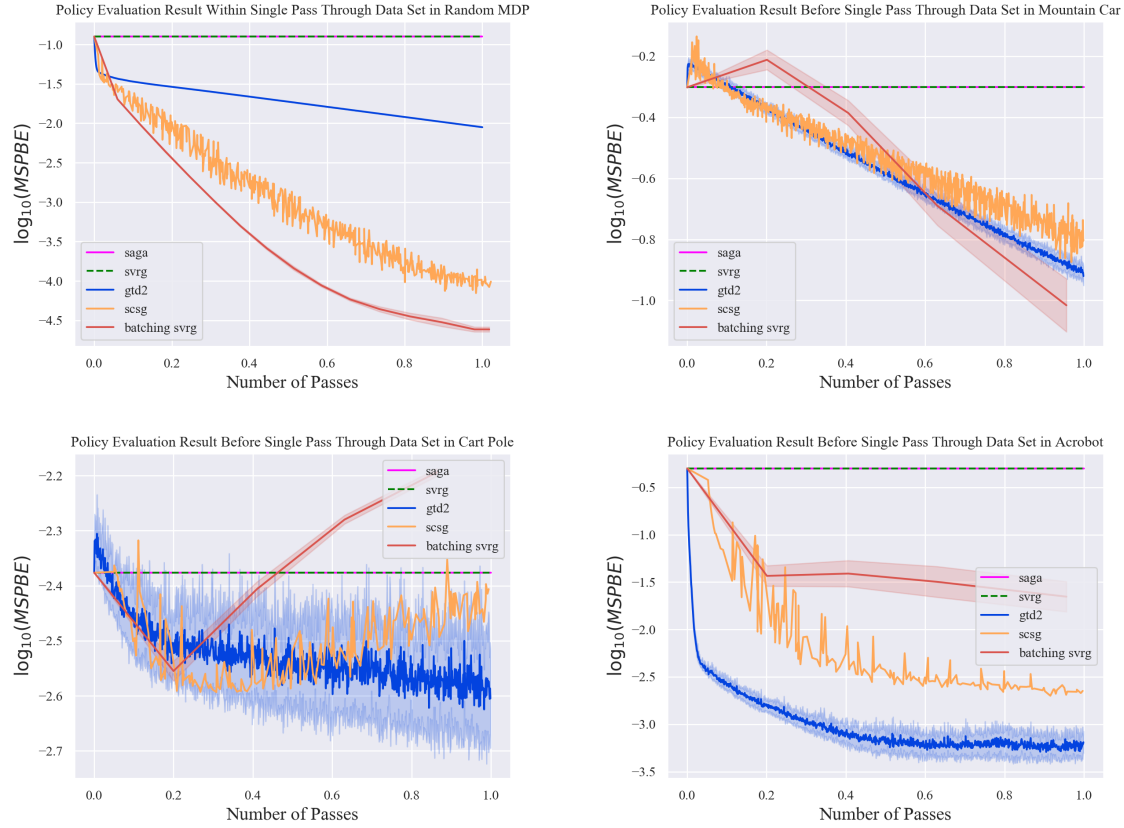 Policy Evaluation Result Within Single Pass Through Data Set in Random MDP
−1.0
−1.5
−2.0
−2.5
−3.0
−3.5
−4.0
−4.5
log₁₀(MSPBE)
saga
svrg
gtd2
scsg
batching svrg
0.0 0.2 0.4 0.6 0.8 1.0
Number of Passes
Policy Evaluation Result Before Single Pass Through Data Set in Mountain Car
−0.2
−0.4
−0.6
−0.8
−1.0
log₁₀(MSPBE)
saga
svrg
gtd2
scsg
batching svrg
0.0 0.2 0.4 0.6 0.8 1.0
Number of Passes
Policy Evaluation Result Before Single Pass Through Data Set in Cart Pole
−2.2
−2.3
−2.4
−2.5
−2.6
−2.7
log₁₀(MSPBE)
saga
svrg
gtd2
scsg
batching svrg
0.0 0.2 0.4 0.6 0.8 1.0
Number of Passes
Policy Evaluation Result Before Single Pass Through Data Set in Acrobot
−0.5
−1.0
−1.5
−2.0
−2.5
−3.0
−3.5
log₁₀(MSPBE)
saga
svrg
gtd2
scsg
batching svrg
0.0 0.2 0.4 0.6 0.8 1.0
Number of Passes